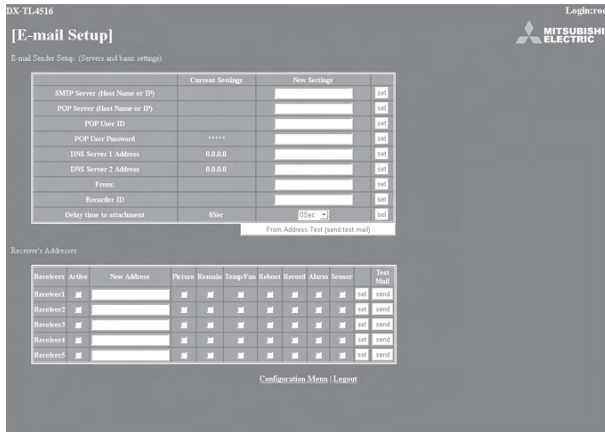 DX-TL4516 Login:roo
MITSUBISHI
ELECTRIC
[E-mail Setup]
E-mail Sender Setup. (Servers and basic settings)
Current Settings New Settings
SMTP Server (Host Name or IP) set
POP Server (Host Name or IP) set
POP User ID set
POP User Password ***** set
DNS Server 1 Address 0.0.0.0 set
DNS Server 2 Address 0.0.0.0 set
From: set
Recorder ID set
Delay time to attachment 0Sec 0Sec set
From Address Test (send test mail)
Receiver's Addresses
Receivers Active New Address Picture Remain Temp/Fan Reboot Record Alarm Sensor Test Mail
Receiver1 set send
Receiver2 set send
Receiver3 set send
Receiver4 set send
Receiver5 set send
Configuration Menu | Logout